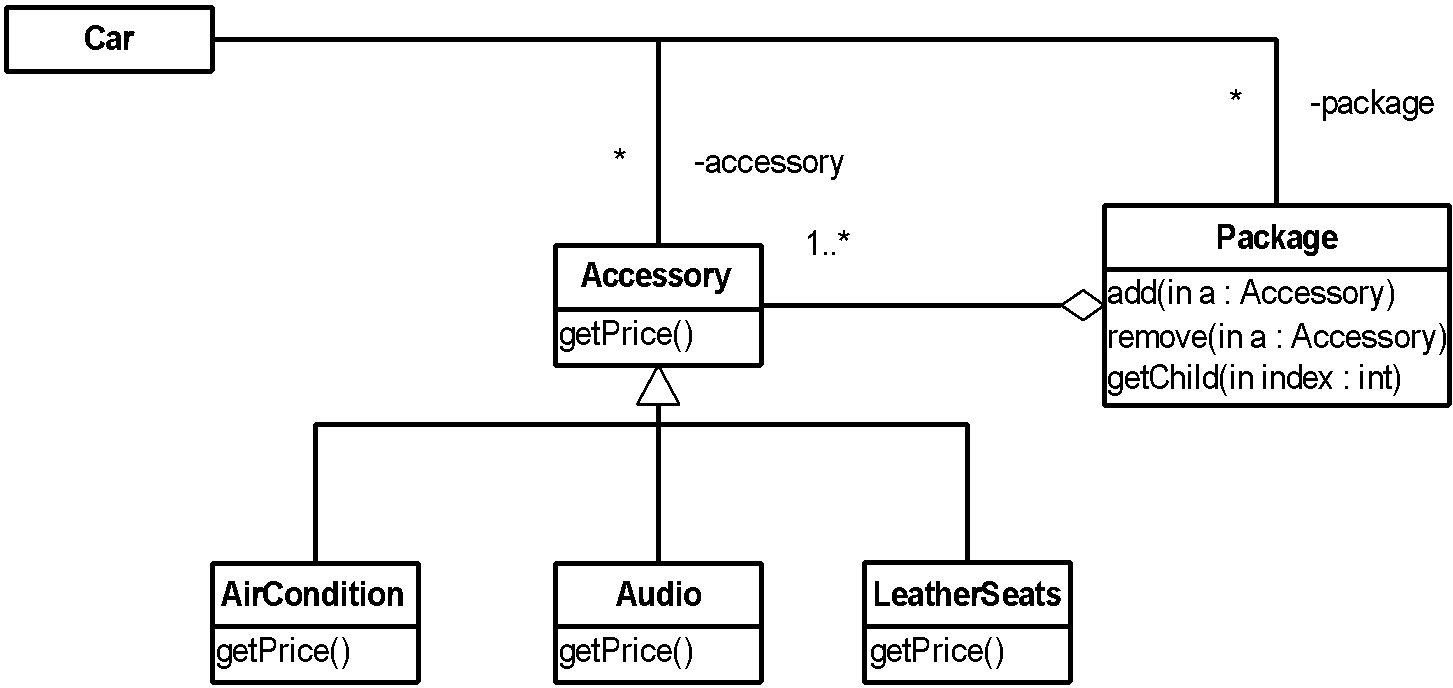 Car
*
-package
*
-accessory
1..*
Package
add(in a : Accessory)
remove(in a : Accessory)
getChild(in index : int)
Accessory
getPrice()
AirCondition
getPrice()
Audio
getPrice()
LeatherSeats
getPrice()